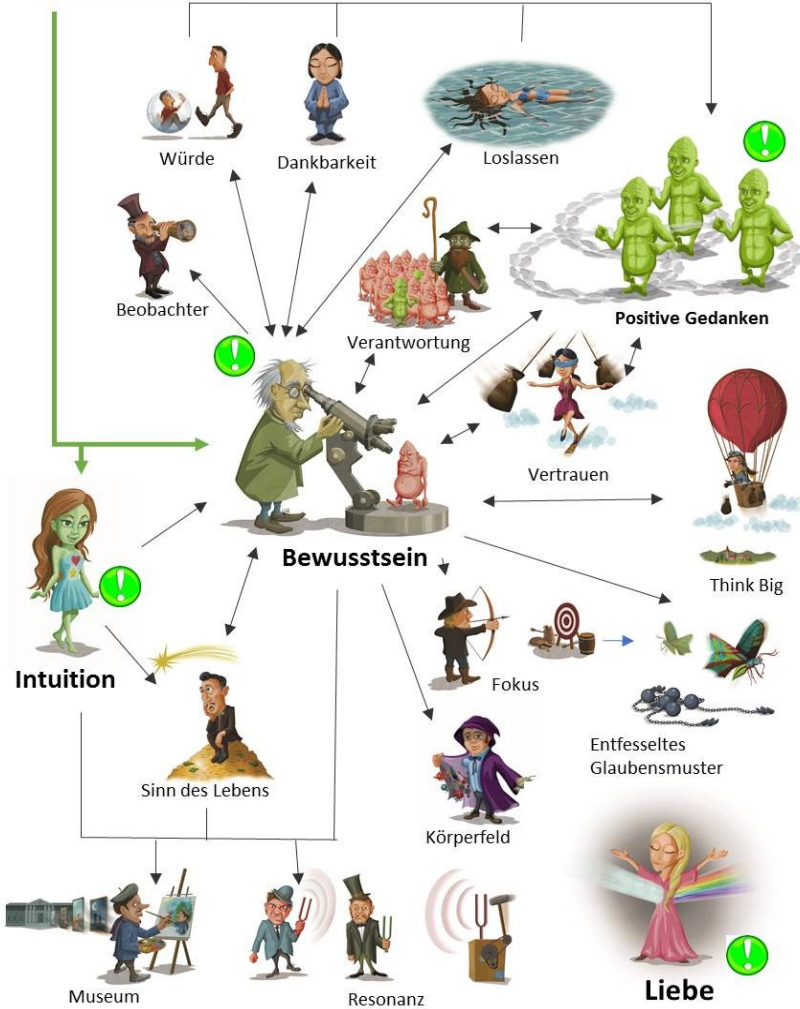 Würde
Dankbarkeit
Loslassen
!
Beobachter
Verantwortung
Positive Gedanken
!
Vertrauen
Think Big
Bewusstsein
!
Intuition
Fokus
Entfesseltes
Glaubensmuster
Sinn des Lebens
Körperfeld
Museum
Resonanz
Liebe
!